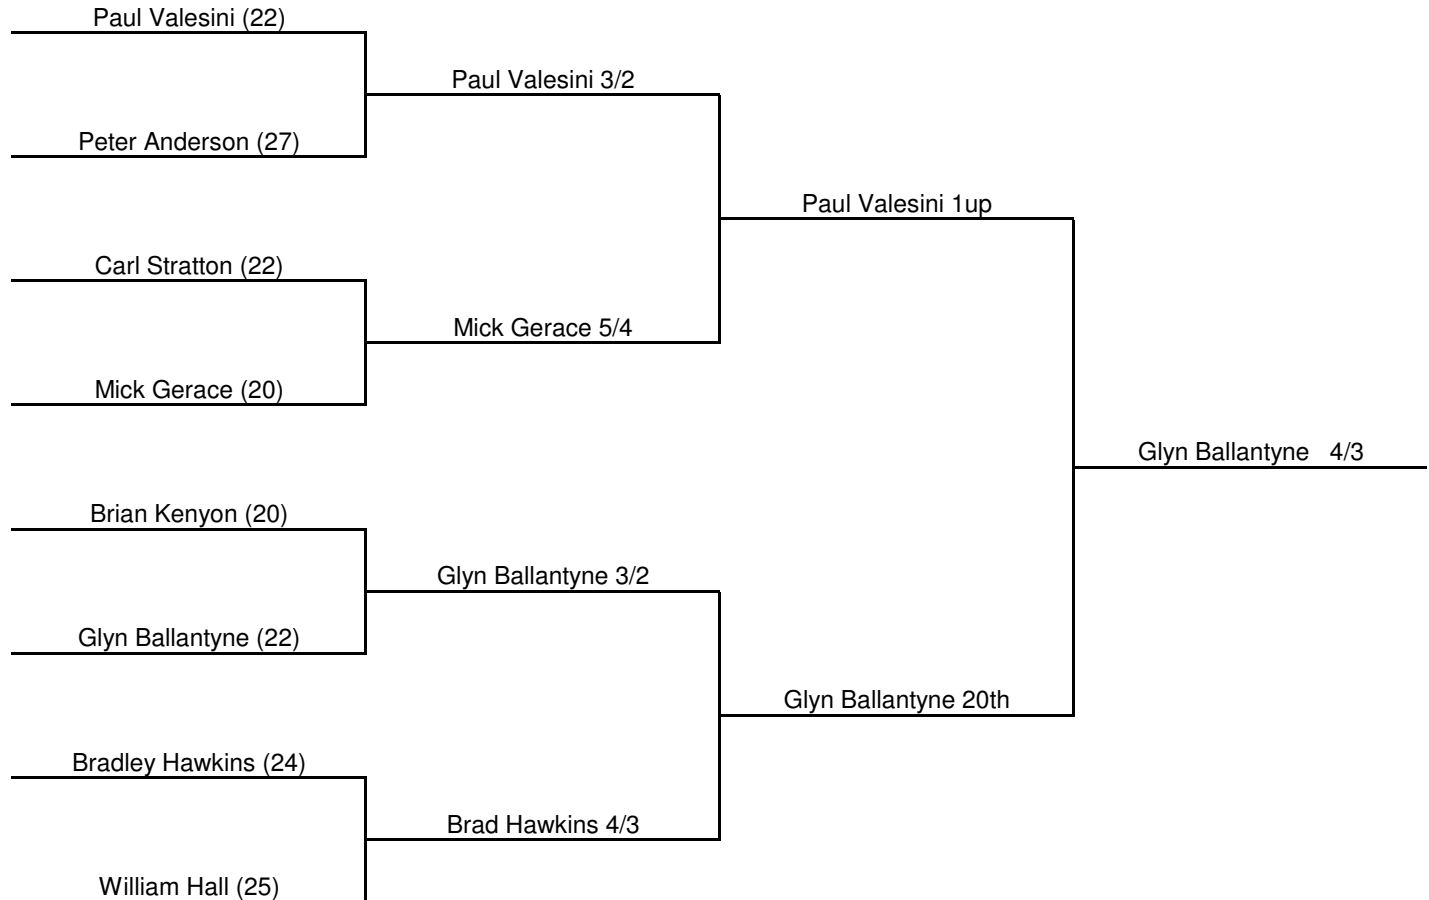 Paul Valesini (22)
Paul Valesini 3/2
Peter Anderson (27)
Paul Valesini 1up
Carl Stratton (22)
Mick Gerace 5/4
Mick Gerace (20)
Glyn Ballantyne 4/3
Brian Kenyon (20)
Glyn Ballantyne 3/2
Glyn Ballantyne (22)
Glyn Ballantyne 20th
Bradley Hawkins (24)
Brad Hawkins 4/3
William Hall (25)